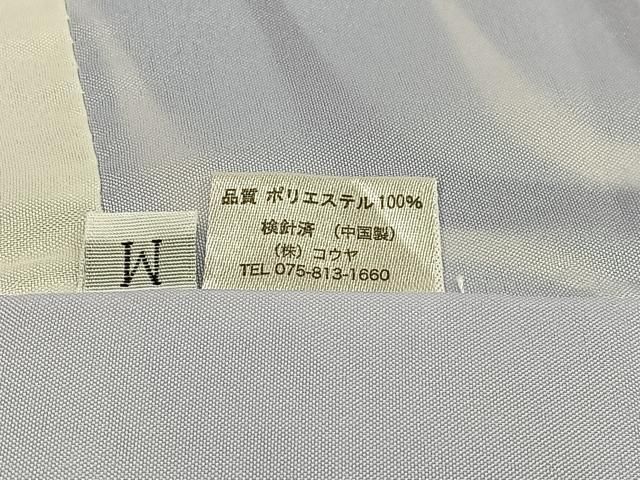 品質 ポリエステル100%
検針済 （中国製）
（株）コウヤ
TEL 075-813-1660
M